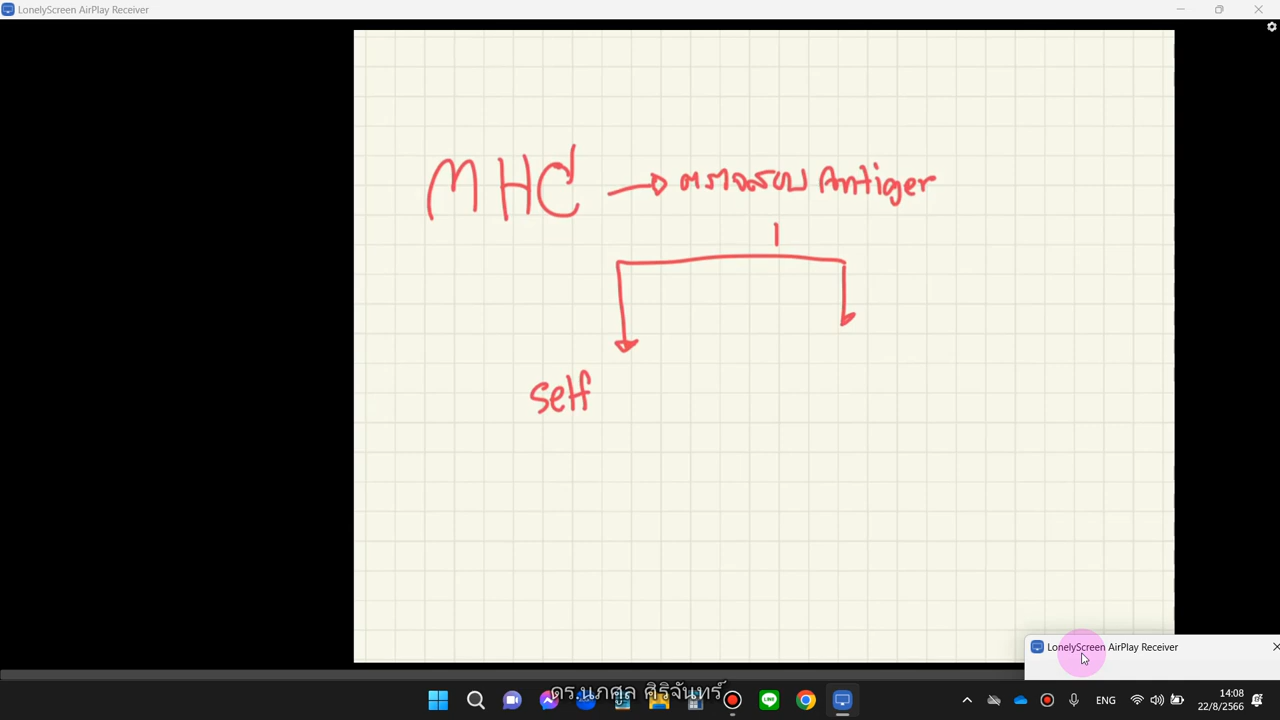 LonelyScreen AirPlay Receiver
MHC → ตรวจสอบ Antiger
self
LonelyScreen AirPlay Receiver
ดร.นภศูล ศิริจันทร์
ENG
14:08
22/8/2566